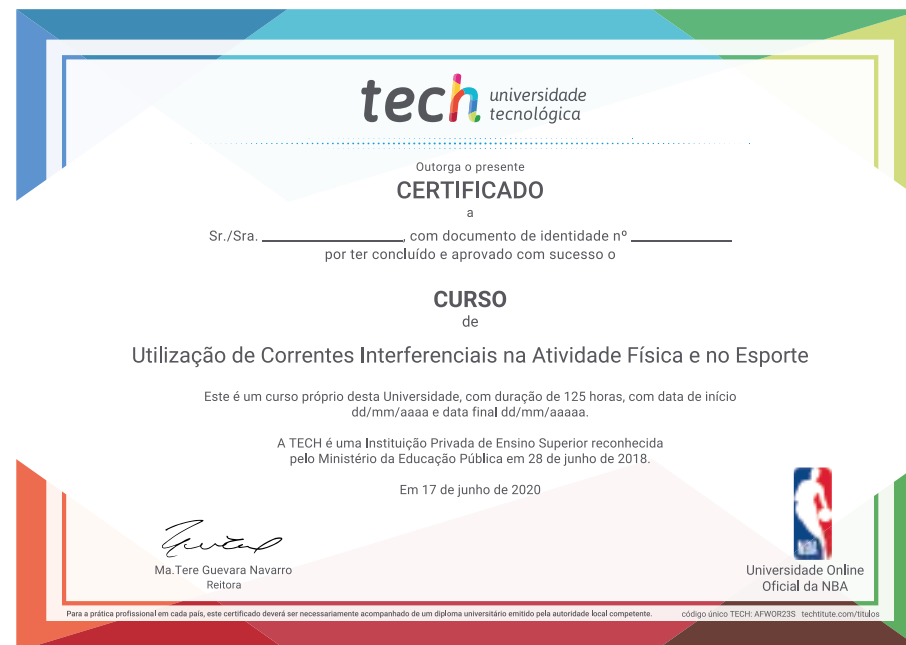 tech universidade
tecnológica
Outorga o presente
CERTIFICADO
a
Sr./Sra. ____________________, com documento de identidade nº ______________
por ter concluído e aprovado com sucesso o
CURSO
de
Utilização de Correntes Interferenciais na Atividade Física e no Esporte
Este é um curso próprio desta Universidade, com duração de 125 horas, com data de início
dd/mm/aaaa e data final dd/mm/aaaaa.
A TECH é uma Instituição Privada de Ensino Superior reconhecida
pelo Ministério da Educação Pública em 28 de junho de 2018.
Em 17 de junho de 2020
NBA
Ma.Tere Guevara Navarro
Reitora
Universidade Online
Oficial da NBA
Para a prática profissional em cada país, este certificado deverá ser necessariamente acompanhado de um diploma universitário emitido pela autoridade local competente.
código único TECH: AFWOR23S techtitute.com/titulos